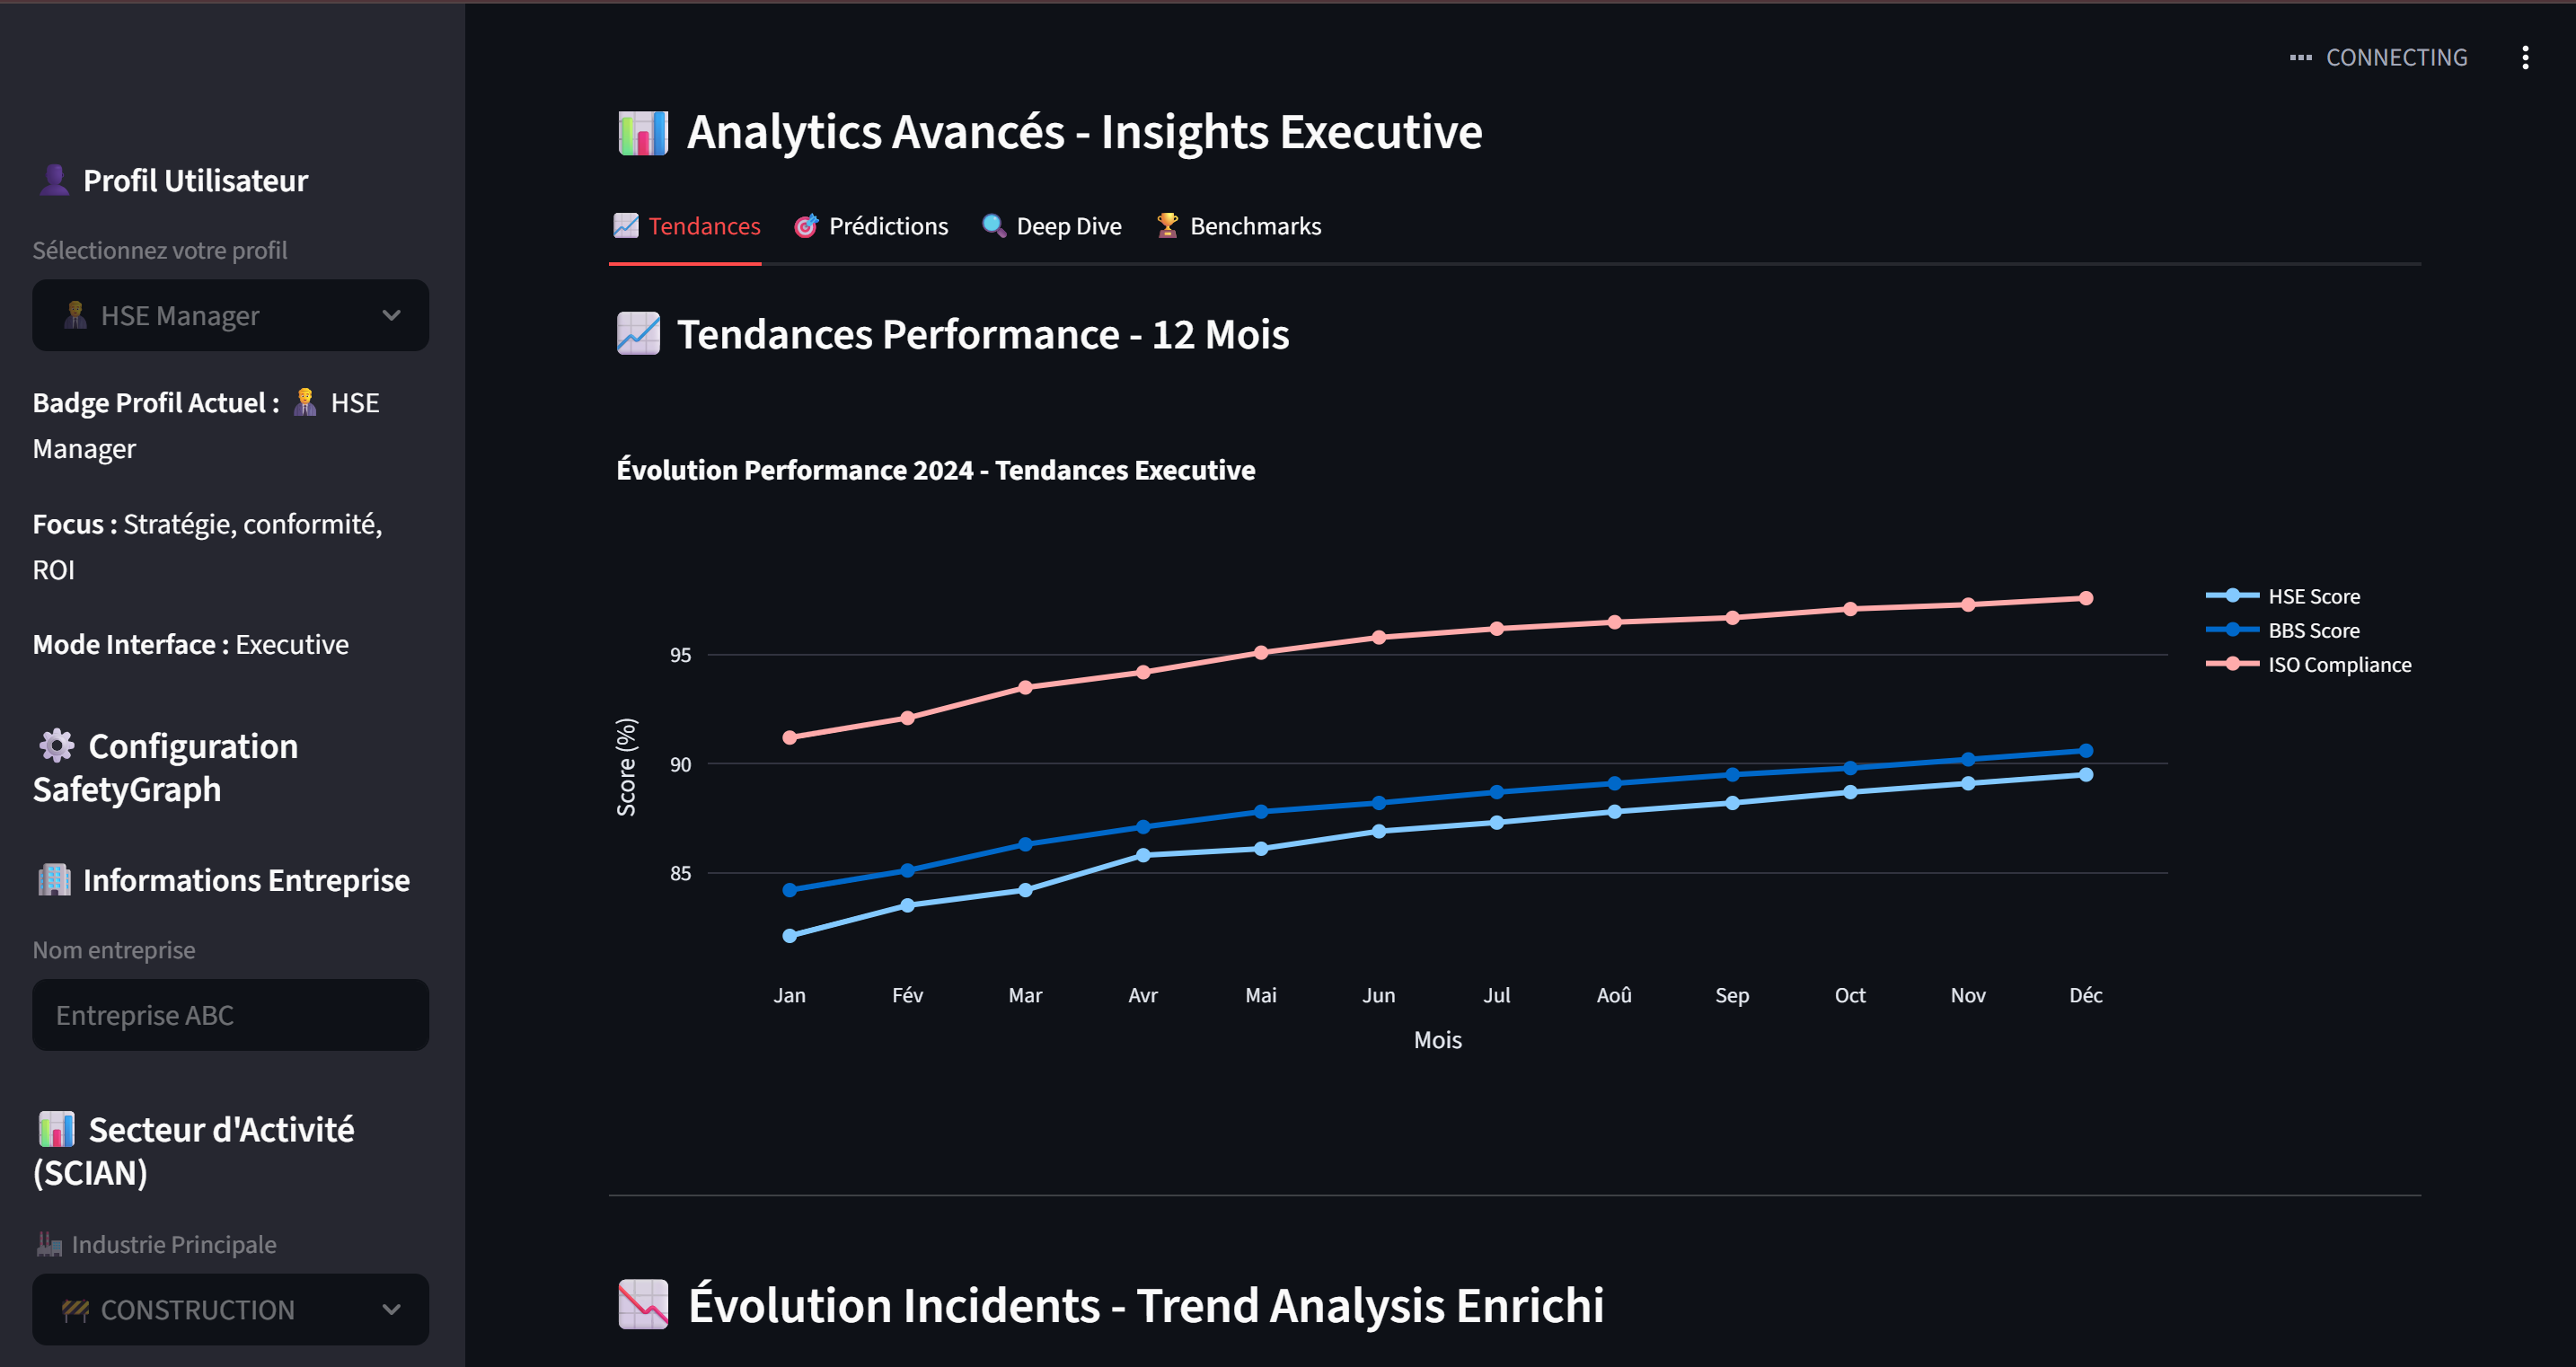 CONNECTING
Profil Utilisateur
Sélectionnez votre profil
HSE Manager
Badge Profil Actuel : HSE
Manager
Focus : Stratégie, conformité,
ROI
Mode Interface : Executive
Configuration
SafetyGraph
Informations Entreprise
Nom entreprise
Entreprise ABC
Secteur d'Activité
(SCIAN)
Industrie Principale
CONSTRUCTION
Analytics Avancés - Insights Executive
Tendances Prédictions Deep Dive Benchmarks
Tendances Performance - 12 Mois
Évolution Performance 2024 - Tendances Executive
HSE Score
BBS Score
ISO Compliance
Score (%)
95
90
85
Jan Fév Mar Avr Mai Jun Jul Aoû Sep Oct Nov Déc
Mois
Évolution Incidents - Trend Analysis Enrichi